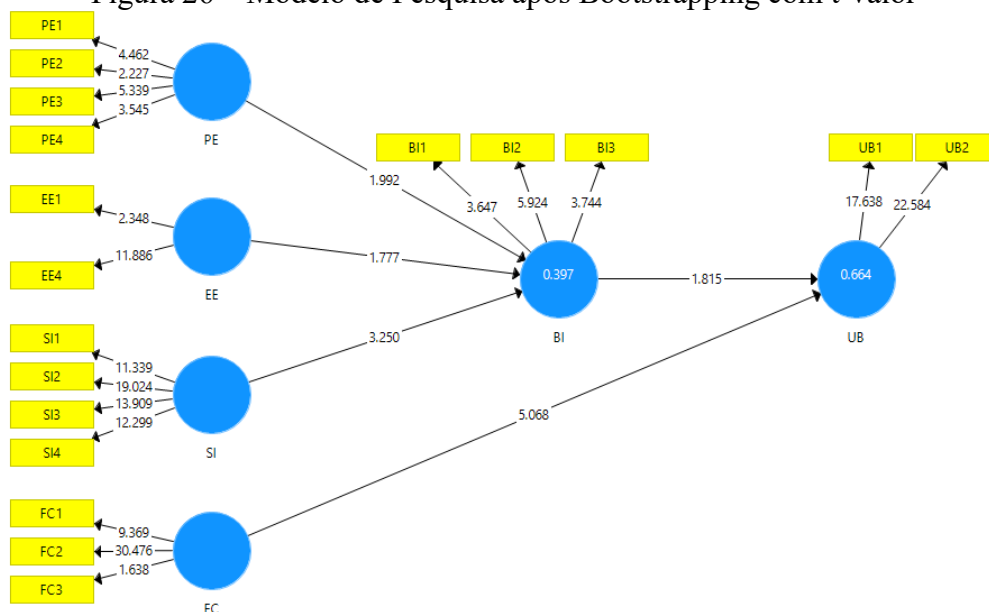 Figura 20 – Modelo de Pesquisa após Bootstrapping com t-valor
PE1
PE2
PE3
PE4
4.462
2.227
5.339
3.545
PE
EE1
EE4
2.348
11.886
EE
SI1
SI2
SI3
SI4
11.339
19.024
13.909
12.299
SI
FC1
FC2
FC3
9.369
30.476
1.638
FC
1.992
1.777
3.250
5.068
BI1
BI2
BI3
3.647
5.924
3.744
0.397
BI
1.815
UB1
UB2
17.638
22.584
0.664
UB